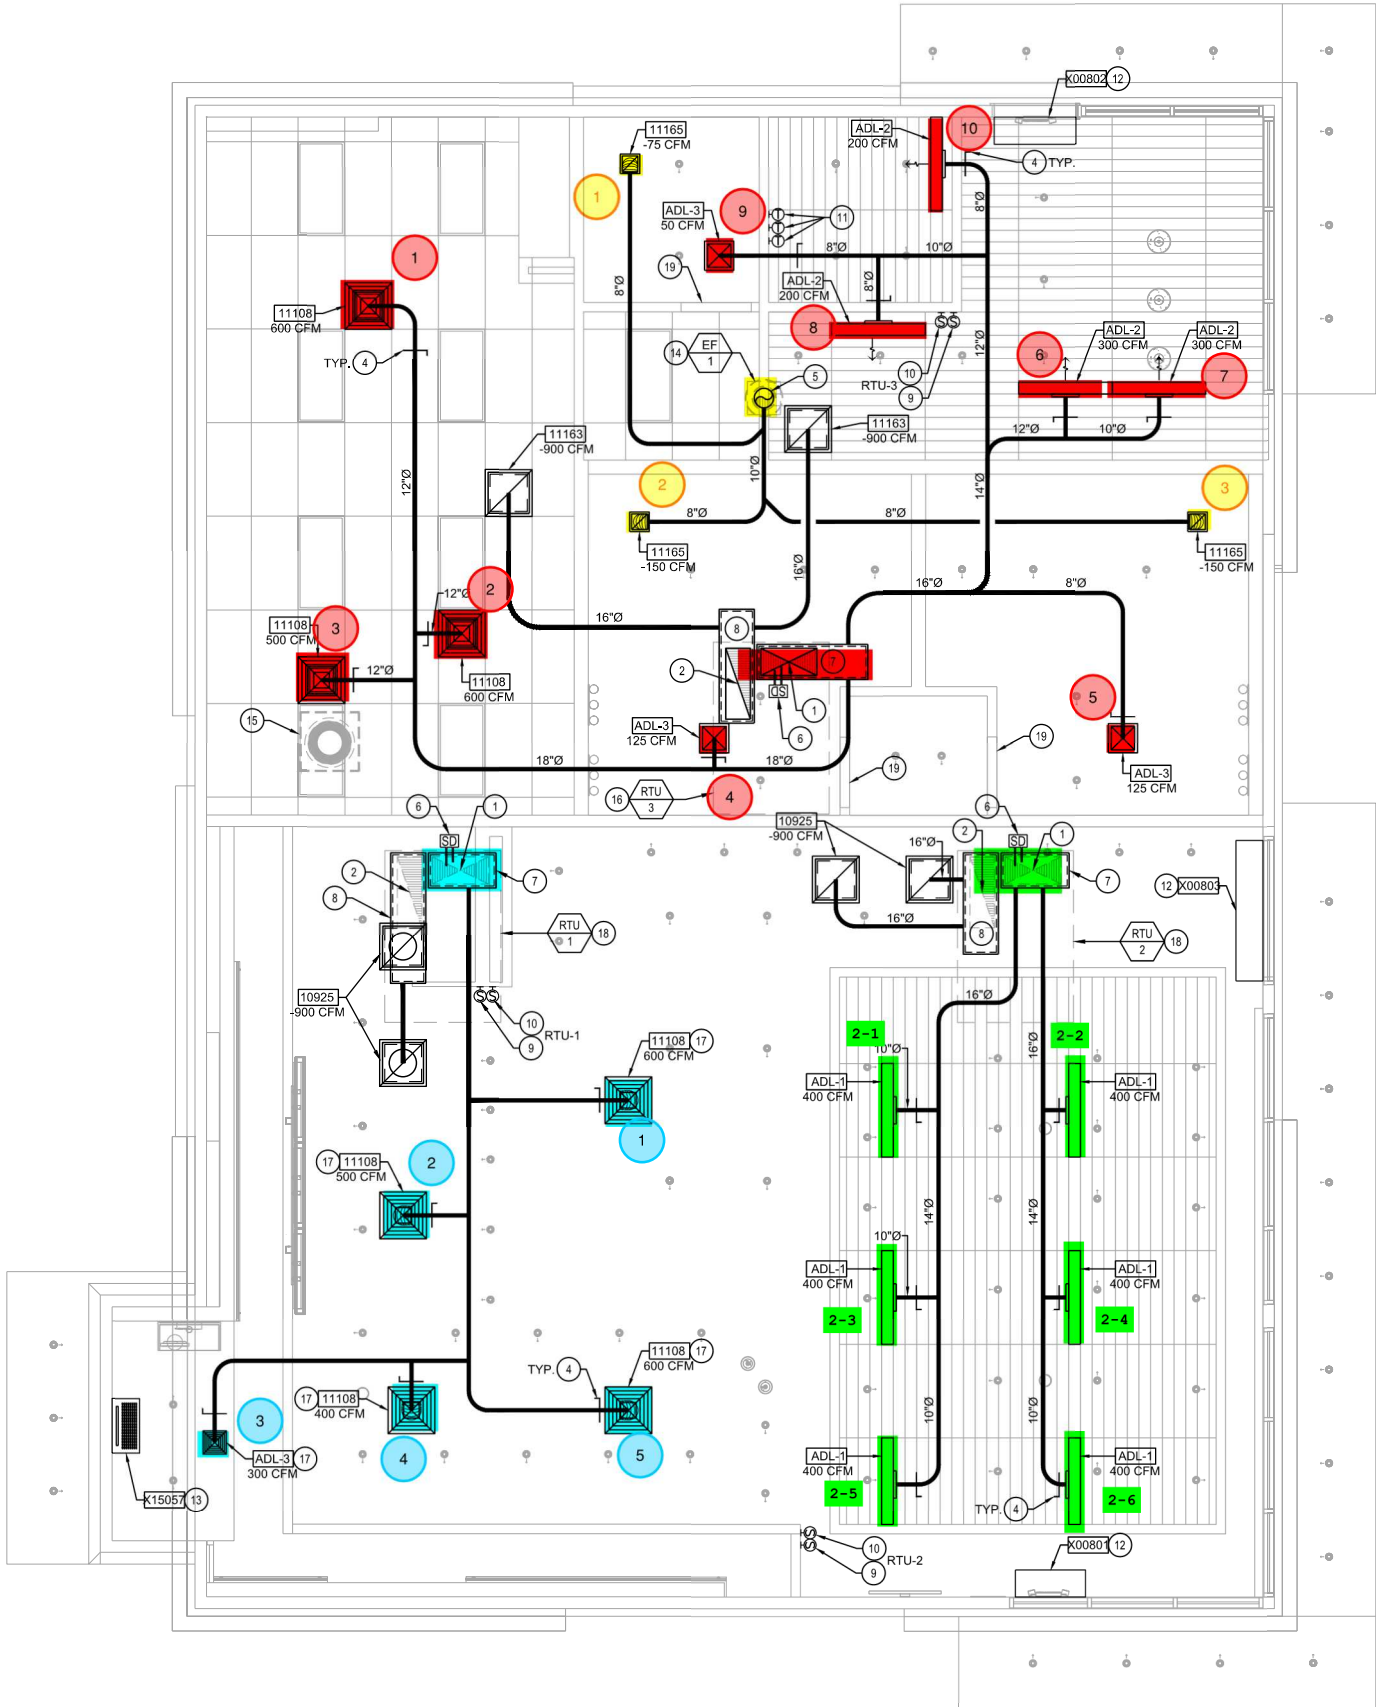 X00802 12
11165
-75 CFM
ADL-2
200 CFM
10
4 TYP.
1
ADL-3
50 CFM
9
11
8"Ø
8"Ø
10"Ø
1
19
8"Ø
8"Ø
ADL-2
200 CFM
11108
600 CFM
8
12"Ø
ADL-2
300 CFM
ADL-2
300 CFM
TYP. 4
14
EF
1
5
10
RTU-3
9
6
7
11163
-900 CFM
11163
-900 CFM
12"Ø
10"Ø
12"Ø
10"Ø
14"Ø
2
3
8"Ø
8"Ø
11165
-150 CFM
11165
-150 CFM
16"Ø
16"Ø
8"Ø
2
12"Ø
11108
500 CFM
3
16"Ø
8
12"Ø
2
7
11108
600 CFM
SD
1
5
15
ADL-3
125 CFM
6
19
18"Ø
18"Ø
19
ADL-3
125 CFM
16
RTU
3
4
6
1
10925
-900 CFM
2
6
1
SD
16"Ø
SD
2
7
7
12 X00803
8
16"Ø
8
RTU
1
18
RTU
2
18
10925
-900 CFM
16"Ø
10
RTU-1
9
2-1
2-2
10"Ø
16"Ø
11108 17
600 CFM
ADL-1
400 CFM
ADL-1
400 CFM
1
17 11108
500 CFM
2
14"Ø
14"Ø
10"Ø
ADL-1
400 CFM
ADL-1
400 CFM
2-3
2-4
11108 17
600 CFM
TYP. 4
17 11108
400 CFM
10"Ø
10"Ø
3
4
5
ADL-3 17
300 CFM
ADL-1
400 CFM
ADL-1
400 CFM
X15057 13
2-5
2-6
TYP. 4
10
RTU-2
9
X00801 12